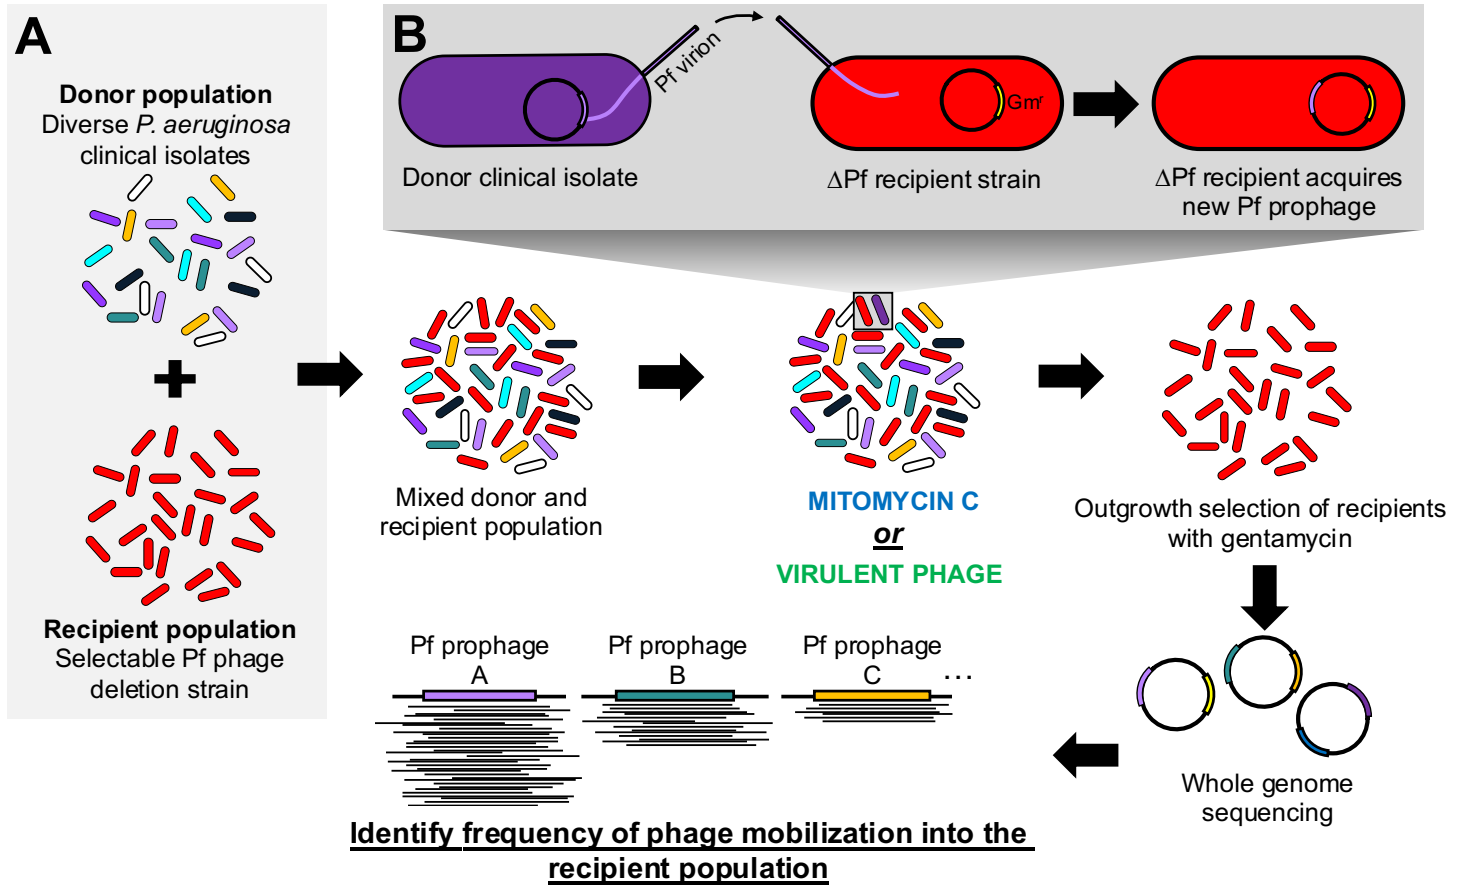 A
Donor population
Diverse P. aeruginosa
clinical isolates
Recipient population
Selectable Pf phage
deletion strain
B
Pf virion
Gmr
Donor clinical isolate
ΔPf recipient strain
ΔPf recipient acquires
new Pf prophage
Mixed donor and
recipient population
MITOMYCIN C
or
VIRULENT PHAGE
Outgrowth selection of recipients
with gentamycin
Whole genome
sequencing
Pf prophage
A
Pf prophage
B
Pf prophage
C
...
Identify frequency of phage mobilization into the
recipient population